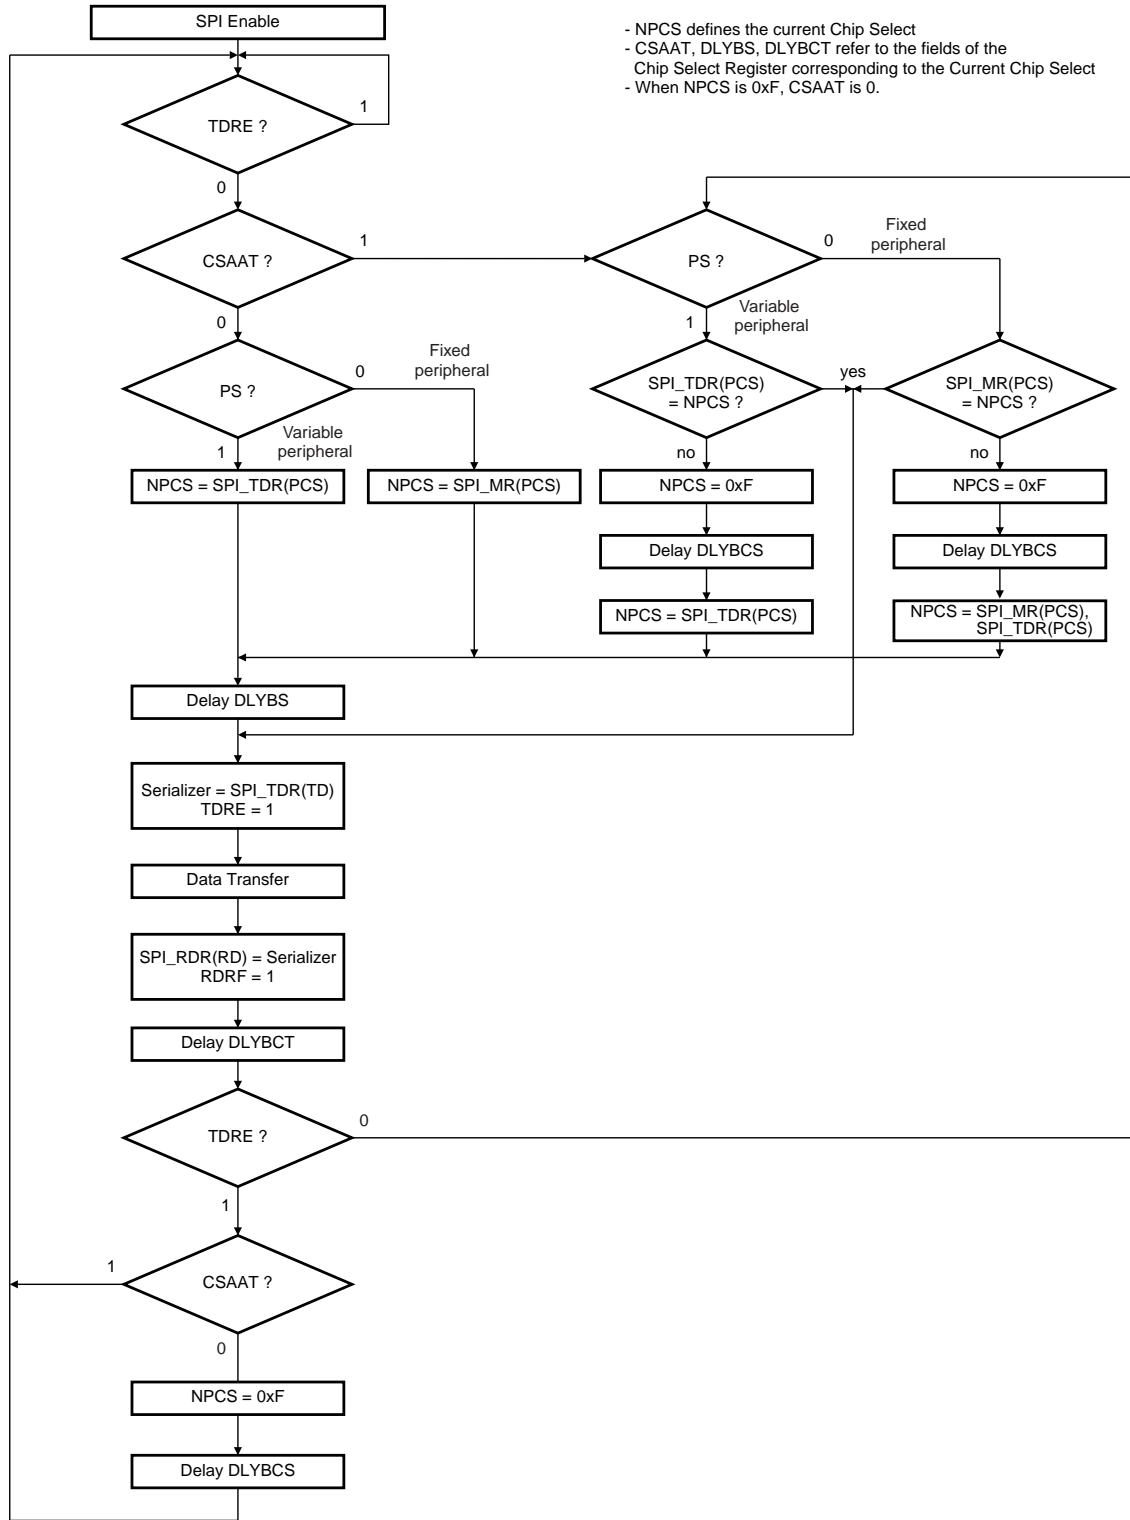 SPI Enable
- NPCS defines the current Chip Select
- CSAAT, DLYBS, DLYBCT refer to the fields of the
Chip Select Register corresponding to the Current Chip Select
- When NPCS is 0xF, CSAAT is 0.
TDRE ?
1
0
CSAAT ?
1
0
PS ?
0
Fixed
peripheral
1
Variable
peripheral
PS ?
0
Fixed
peripheral
1
Variable
peripheral
SPI_TDR(PCS)
= NPCS ?
yes
SPI_MR(PCS)
= NPCS ?
no
no
NPCS = SPI_TDR(PCS)
NPCS = SPI_MR(PCS)
NPCS = 0xF
NPCS = 0xF
Delay DLYBCS
Delay DLYBCS
NPCS = SPI_TDR(PCS)
NPCS = SPI_MR(PCS),
SPI_TDR(PCS)
Delay DLYBS
Serializer = SPI_TDR(TD)
TDRE = 1
Data Transfer
SPI_RDR(RD) = Serializer
RDRF = 1
Delay DLYBCT
TDRE ?
0
1
CSAAT ?
1
0
NPCS = 0xF
Delay DLYBCS